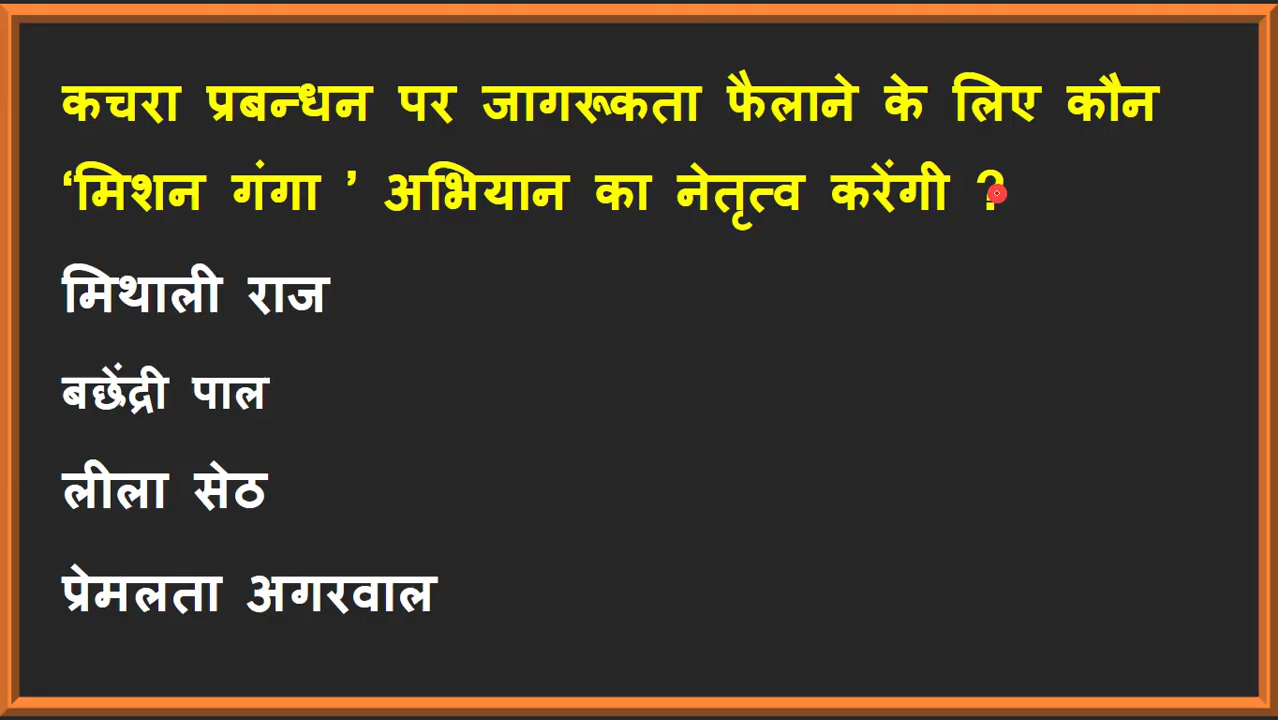 कचरा प्रबन्धन पर जागरूकता फैलाने के लिए कौन
‘मिशन गंगा ’ अभियान का नेतृत्व करेंगी ?
मिथाली राज
बछेंद्री पाल
लीला सेठ
प्रेमलता अगरवाल